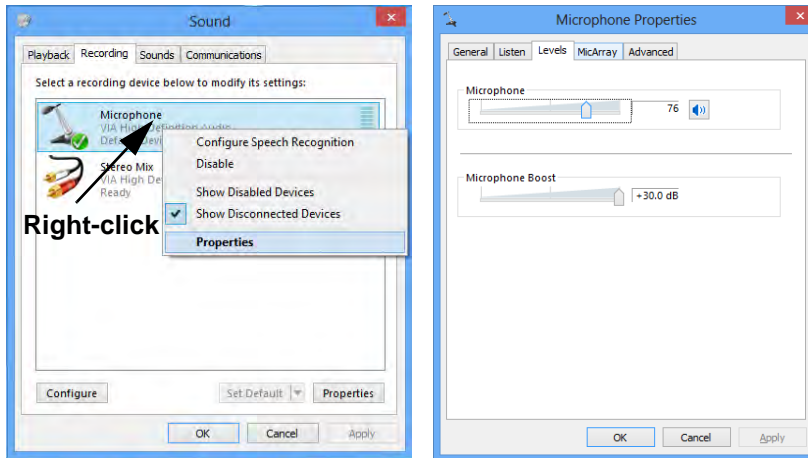 Sound
Playback Recording Sounds Communications
Select a recording device below to modify its settings:
Microphone
VIA High Definition Audio
Default Devi
Stereo Mix
VIA High De
Ready
Configure Speech Recognition
Disable
Show Disabled Devices
Show Disconnected Devices
Properties
Right-click
Configure Set Default Properties
OK Cancel Apply
Microphone Properties
General Listen Levels MicArray Advanced
Microphone
76
Microphone Boost
+30.0 dB
OK Cancel Apply